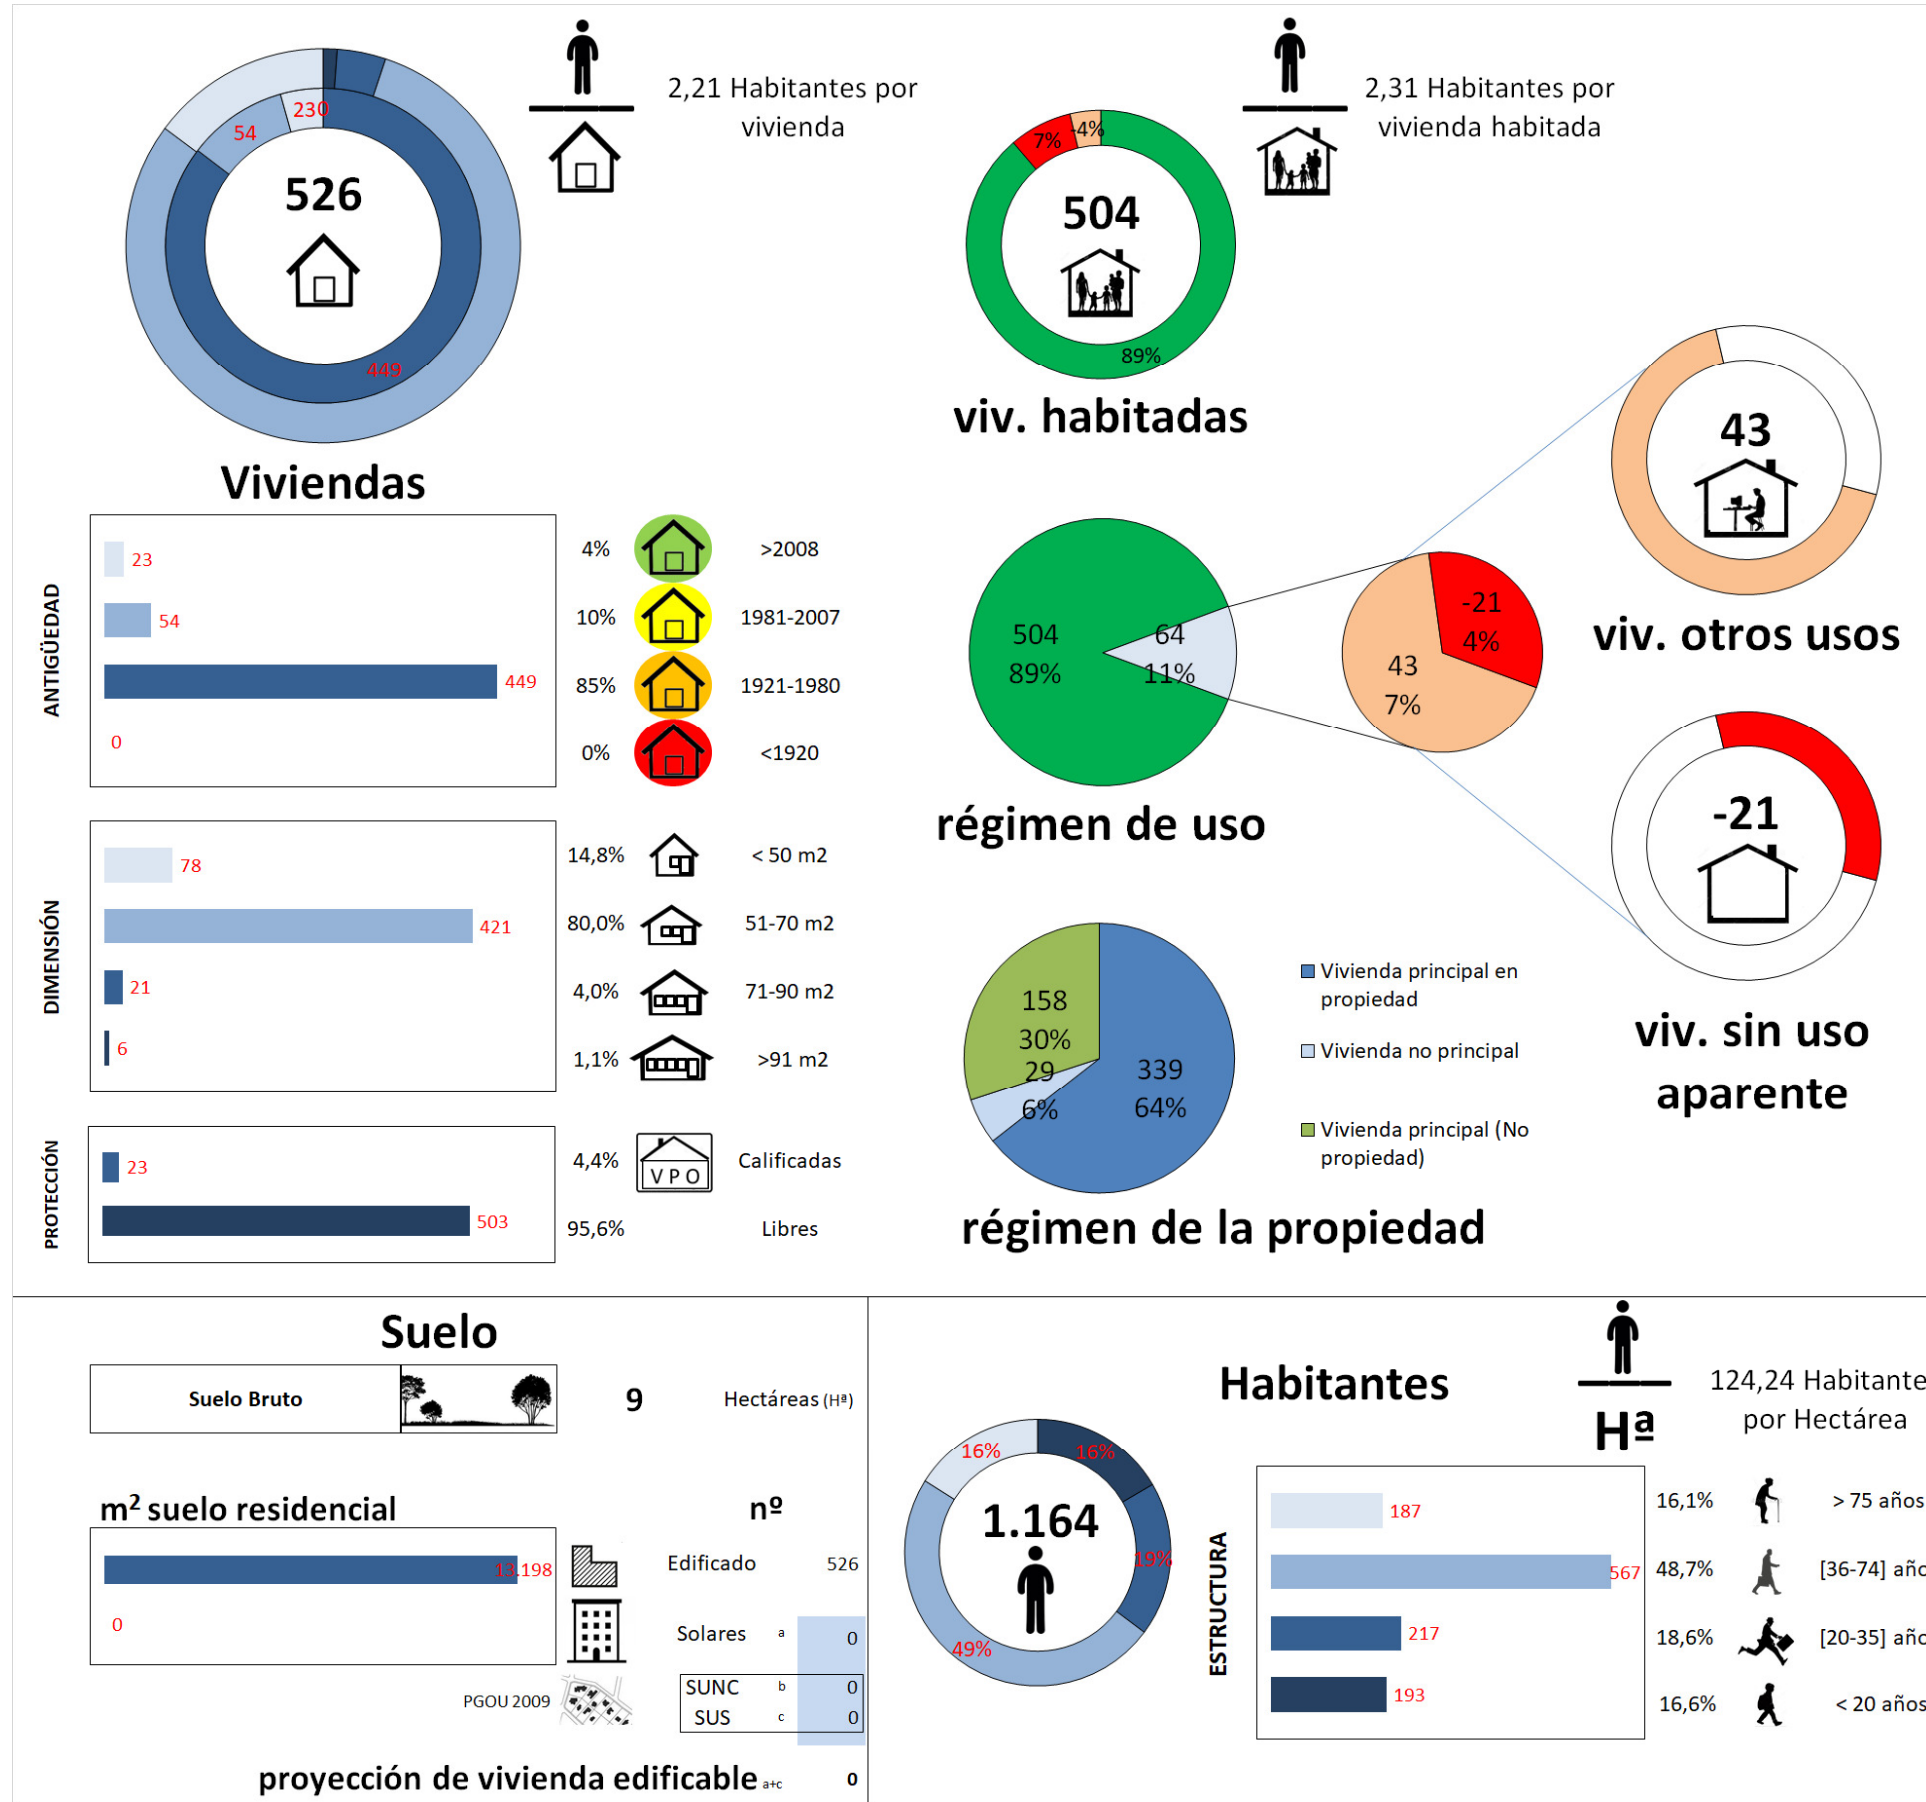 2,21 Habitantes por
vivienda
2,31 Habitantes por
vivienda habitada
230
54
526
449
Viviendas
-4%
7%
504
89%
viv. habitadas
43
viv. otros usos
ANTIGÜEDAD
23
4%
>2008
54
10%
1981-2007
449
85%
1921-1980
0
0%
<1920
504
89%
64
11%
-21
4%
43
7%
régimen de uso
-21
viv. sin uso
aparente
DIMENSIÓN
78
14,8%
< 50 m2
421
80,0%
51-70 m2
21
4,0%
71-90 m2
6
1,1%
>91 m2
158
30%
29
6%
339
64%
Vivienda principal en
propiedad
Vivienda no principal
Vivienda principal (No
propiedad)
régimen de la propiedad
PROTECCIÓN
23
4,4%
V P O
Calificadas
503
95,6%
Libres
Suelo
Suelo Bruto
9
Hectáreas (Hª)
m² suelo residencial
nº
13.198
Edificado
526
0
Solares a 0
PGOU 2009
SUNC b 0
SUS c 0
proyección de vivienda edificable a+c 0
Habitantes
Hª
124,24 Habitante
por Hectárea
16%
16%
19%
49%
1.164
ESTRUCTURA
187
16,1%
> 75 años
567
48,7%
[36-74] año
217
18,6%
[20-35] año
193
16,6%
< 20 años